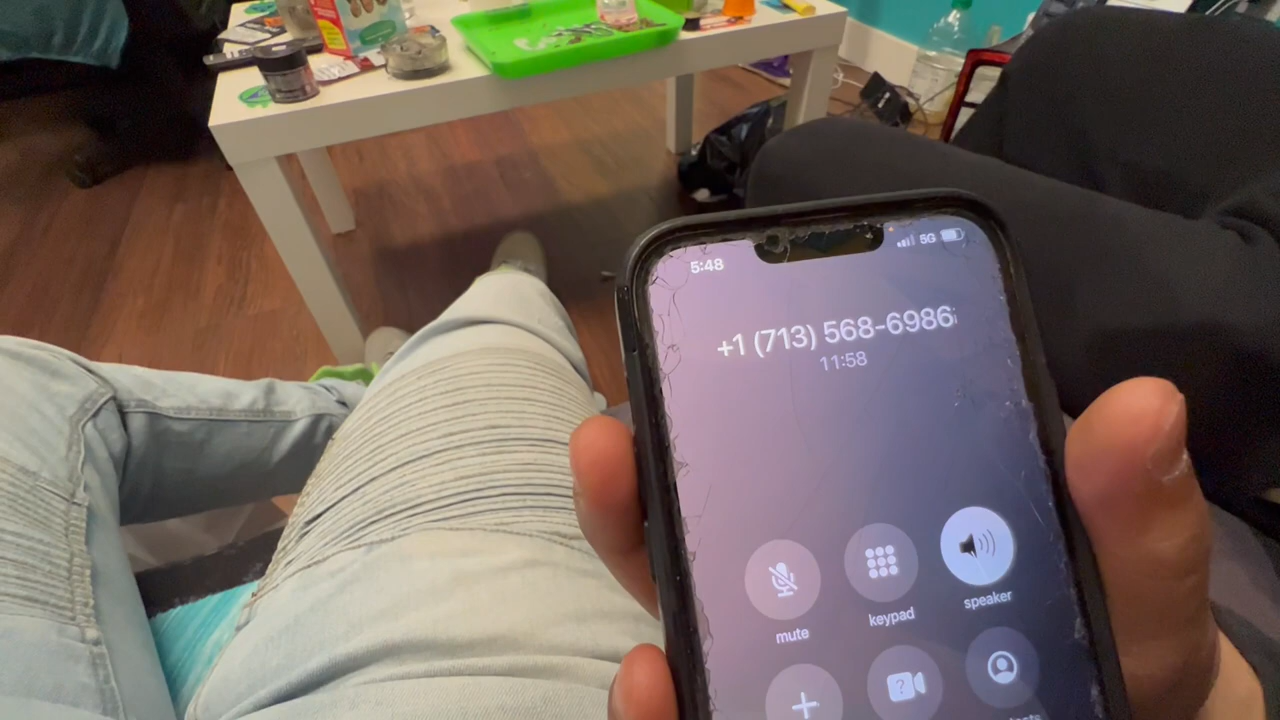 5:48
5G
+1 (713) 568-6986
11:58
mute
keypad
speaker